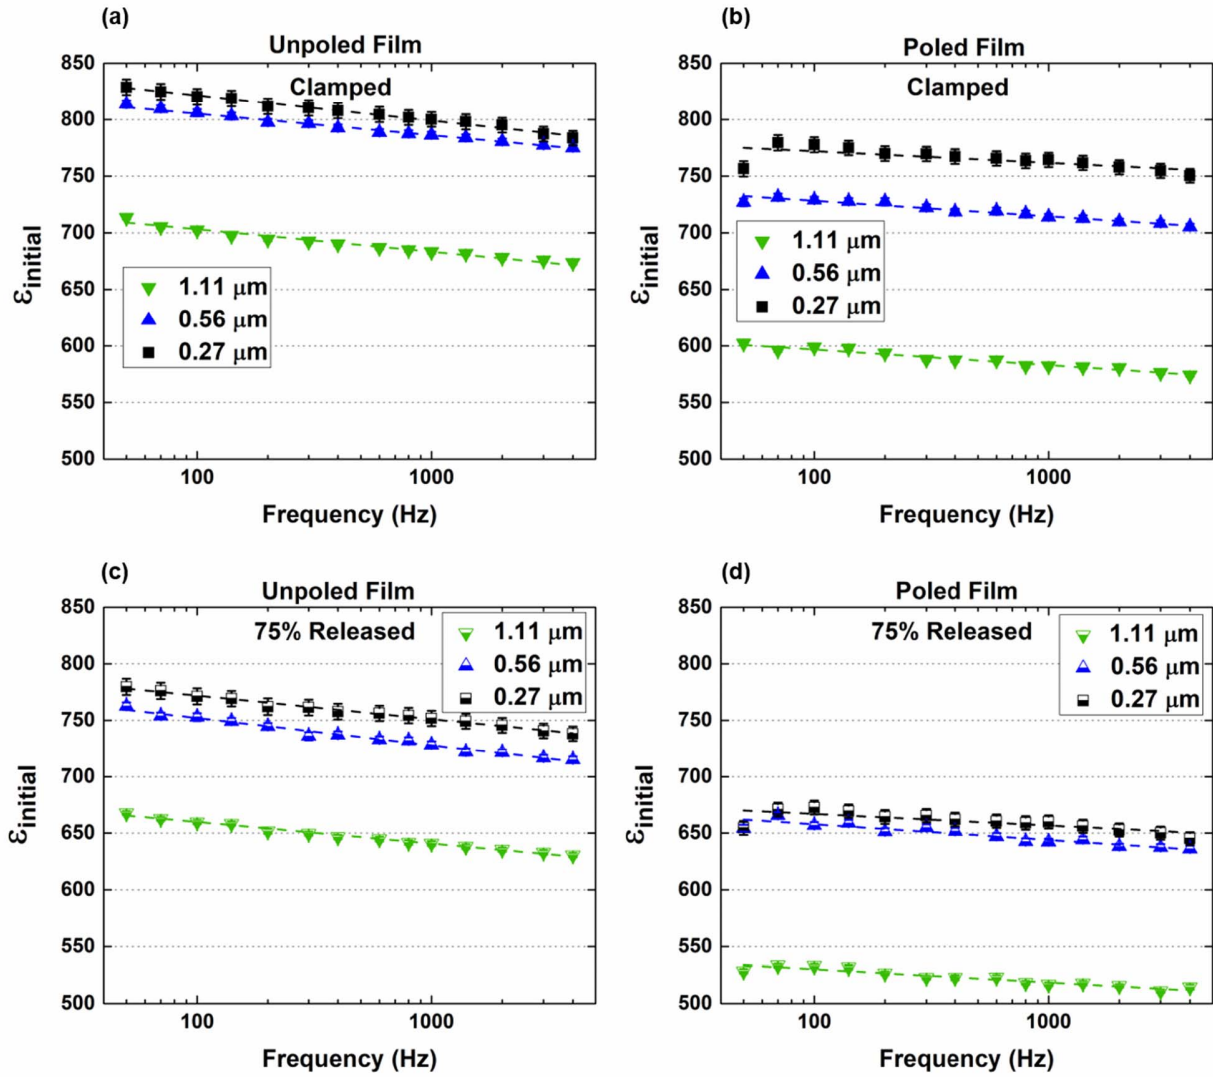 (a)
Unpoled Film
Clamped
850
800
750
700
650
600
550
500
εinitial
1.11 μm
0.56 μm
0.27 μm
100
1000
Frequency (Hz)
(b)
Poled Film
Clamped
850
800
750
700
650
600
550
500
εinitial
1.11 μm
0.56 μm
0.27 μm
100
1000
Frequency (Hz)
(c)
Unpoled Film
75% Released
850
800
750
700
650
600
550
500
εinitial
1.11 μm
0.56 μm
0.27 μm
100
1000
Frequency (Hz)
(d)
Poled Film
75% Released
850
800
750
700
650
600
550
500
εinitial
1.11 μm
0.56 μm
0.27 μm
100
1000
Frequency (Hz)